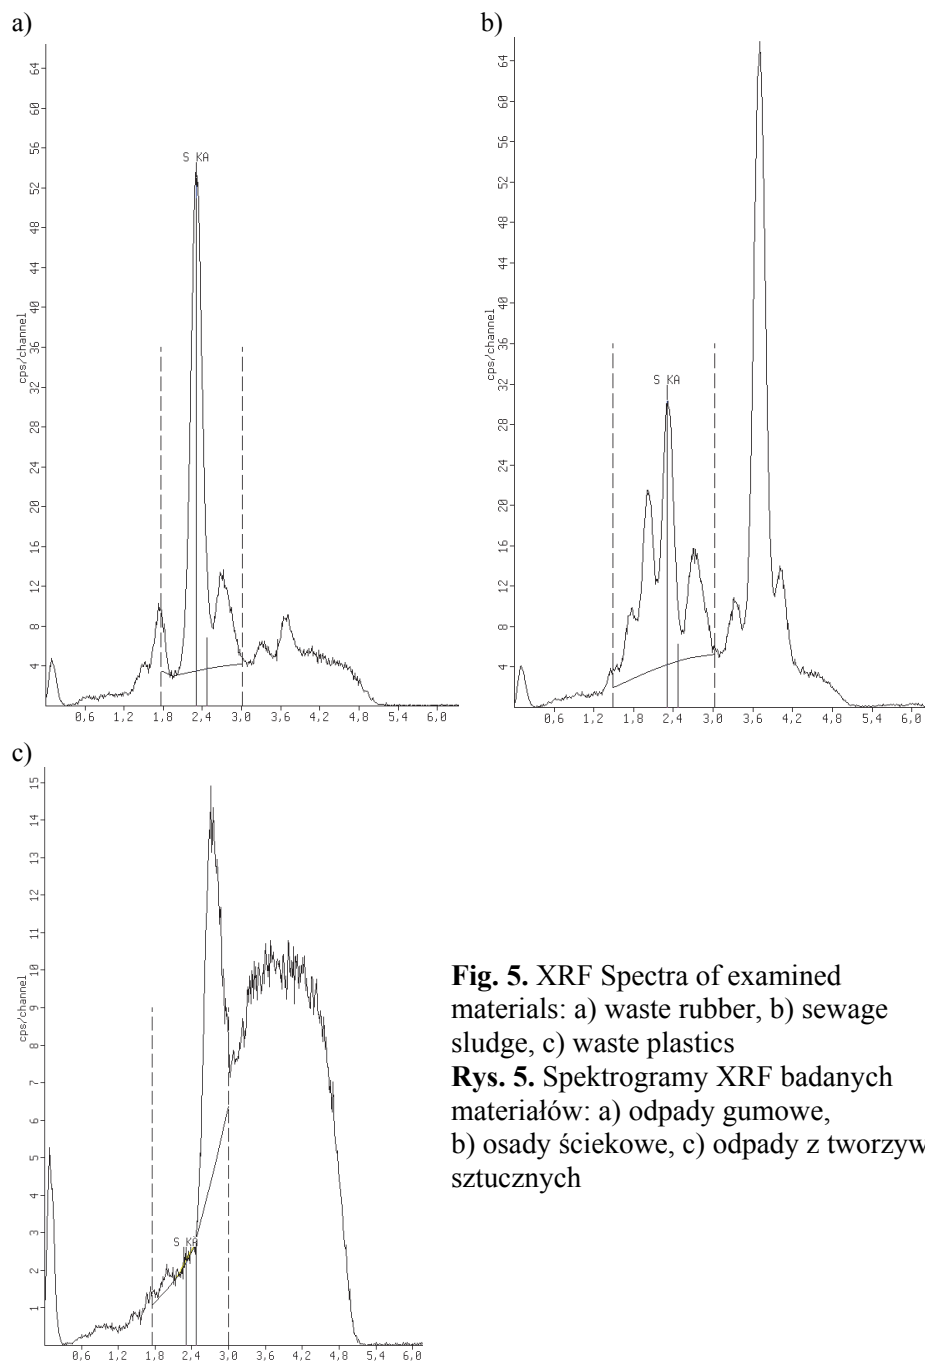 a)
64
60
56
52
48
44
40
36
32
28
24
20
16
12
8
4
cps/channel
S KA
0,6 1,2 1,8 2,4 3,0 3,6 4,2 4,8 5,4 6,0
b)
64
60
56
52
48
44
40
36
32
28
24
20
16
12
8
4
cps/channel
S KA
0,6 1,2 1,8 2,4 3,0 3,6 4,2 4,8 5,4 6,0
c)
15
14
13
12
11
10
9
8
7
6
5
4
3
2
1
cps/channel
S KA
0,6 1,2 1,8 2,4 3,0 3,6 4,2 4,8 5,4 6,0
Fig. 5. XRF Spectra of examined
materials: a) waste rubber, b) sewage
sludge, c) waste plastics
Rys. 5. Spektrogramy XRF badanych
materiałów: a) odpady gumowe,
b) osady ściekowe, c) odpady z tworzyw
sztucznych